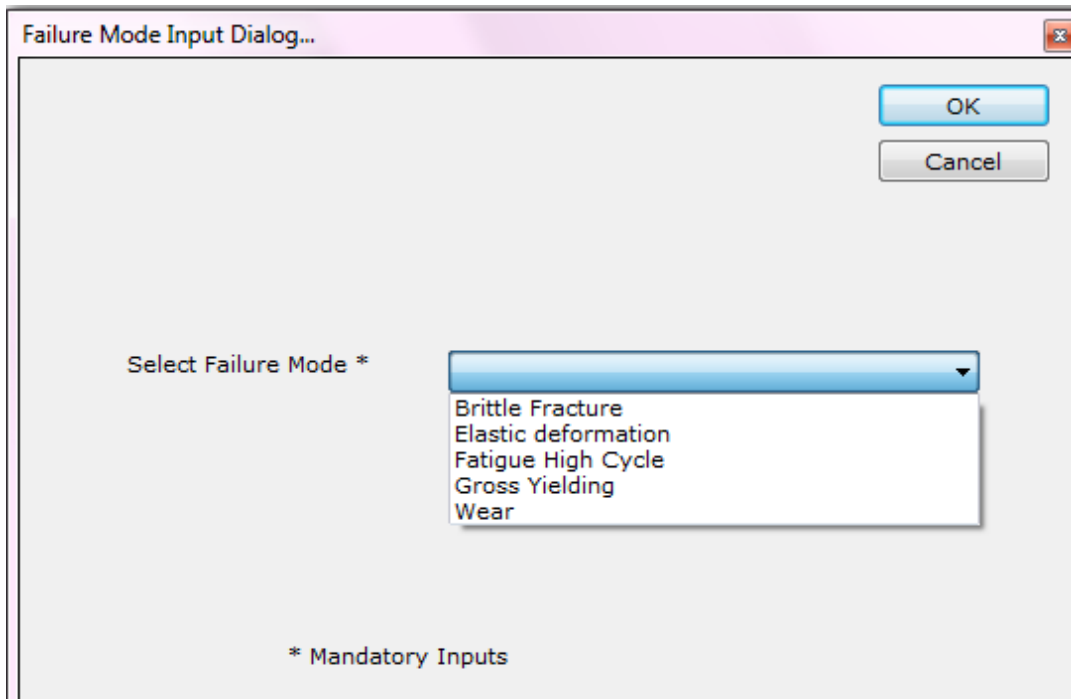 Failure Mode Input Dialog...
OK
Cancel
Select Failure Mode *
Brittle Fracture
Elastic deformation
Fatigue High Cycle
Gross Yielding
Wear
* Mandatory Inputs